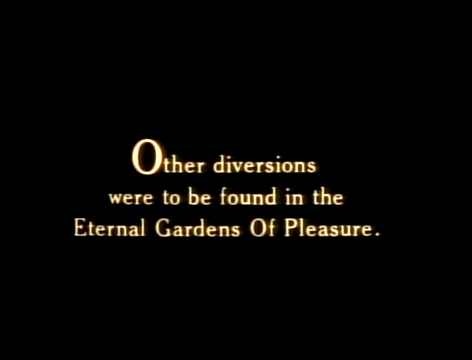 Other diversions
were to be found in the
Eternal Gardens Of Pleasure.